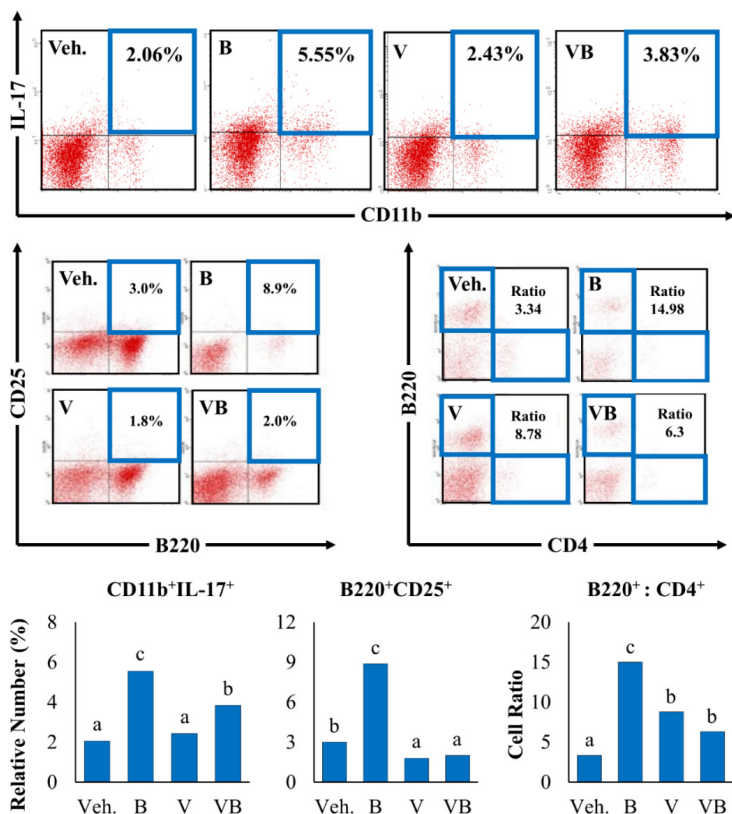 Veh.
2.06%
B
5.55%
V
2.43%
VB
3.83%
IL-17
CD11b
Veh.
3.0%
B
8.9%
V
1.8%
VB
2.0%
CD25
B220
Veh.
Ratio
3.34
B
Ratio
14.98
V
Ratio
8.78
VB
Ratio
6.3
B220
CD4
CD11b⁺IL-17⁺
Relative Number (%)
8
6
4
2
0
a
c
a
b
Veh. B V VB
B220⁺CD25⁺
12
9
6
3
0
b
c
a
a
Veh. B V VB
B220⁺ : CD4⁺
Cell Ratio
20
15
10
5
0
a
c
b
b
Veh. B V VB